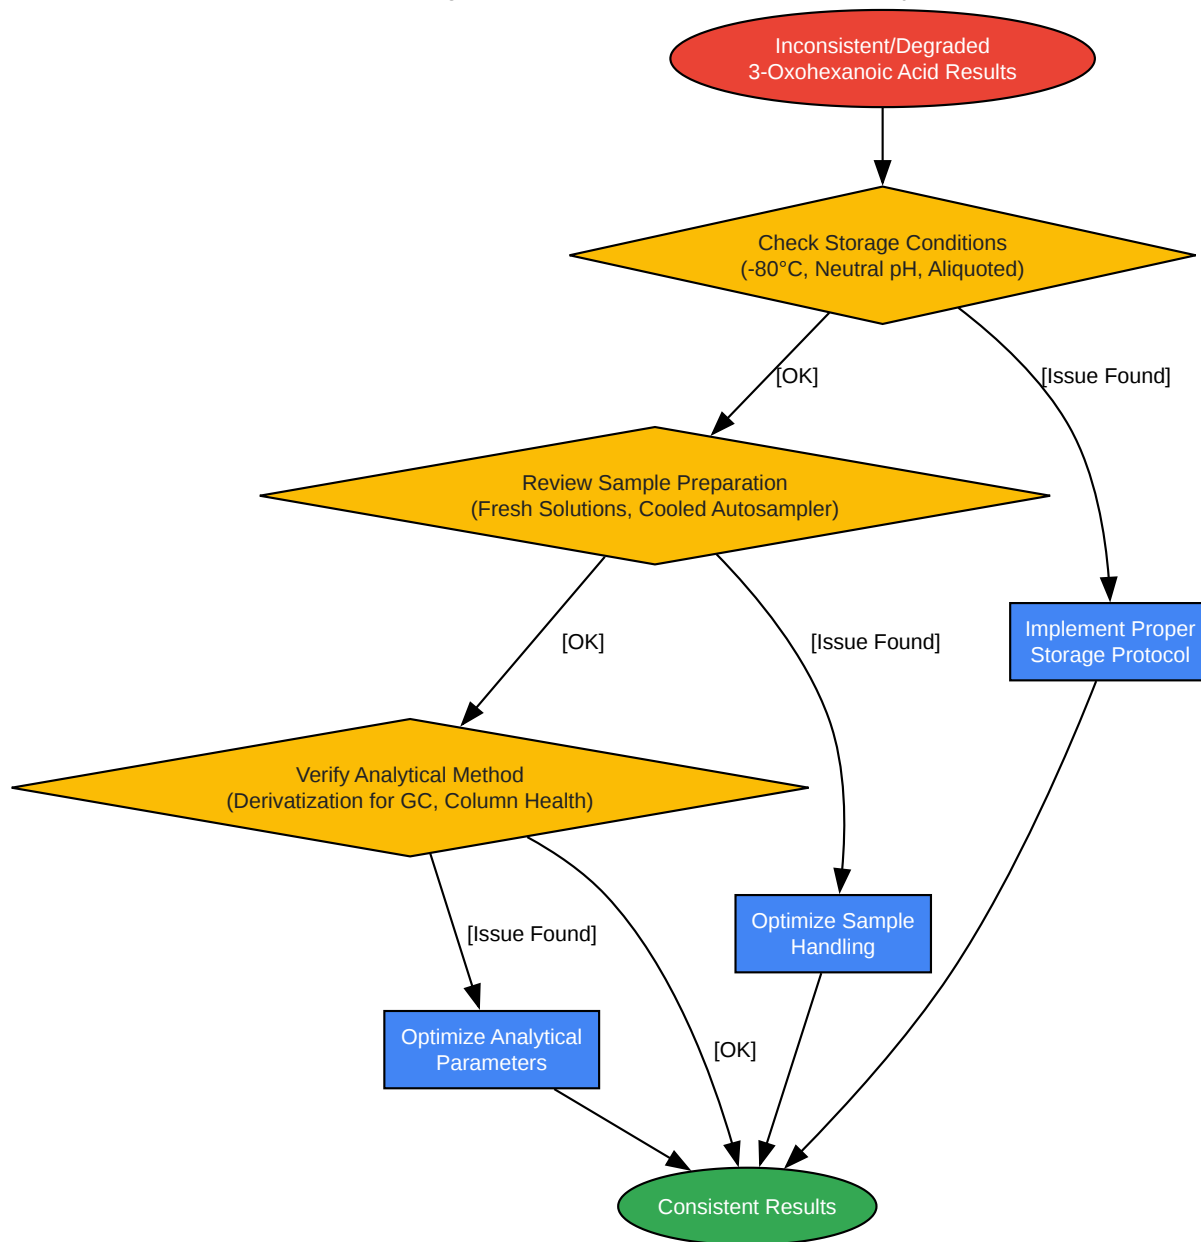 Inconsistent/Degraded
3-Oxohexanoic Acid Results
Check Storage Conditions
(-80°C, Neutral pH, Aliquoted)
[OK]
[Issue Found]
Review Sample Preparation
(Fresh Solutions, Cooled Autosampler)
[OK]
[Issue Found]
Implement Proper
Storage Protocol
Verify Analytical Method
(Derivatization for GC, Column Health)
[Issue Found]
Optimize Sample
Handling
Optimize Analytical
Parameters
[OK]
Consistent Results